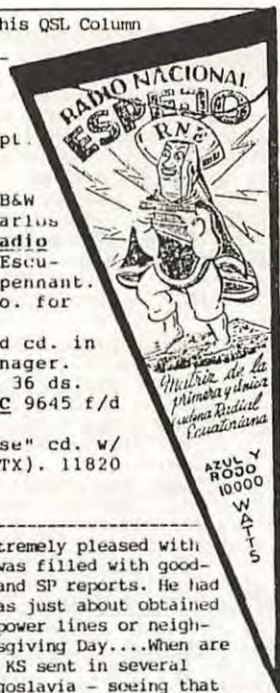 his QSL Column
pt.
B&W
arlos
adio
Escu-
pennant.
o. for
d cd. in
nager.
36 ds.
C 9645 f/d
se" cd. w/
TX). 11820
tremely pleased with
was filled with good-
and SP reports. He had
as just about obtained
power lines or neigh-
sgiving Day....When are
KS sent in several
goslavia - seeing that
RADIO NACIONAL
ESPEJO
RNE
Matriz de la
primera y única
cadena Radial
Ecuatoriana
AZUL Y
ROJO
10000
WATTS